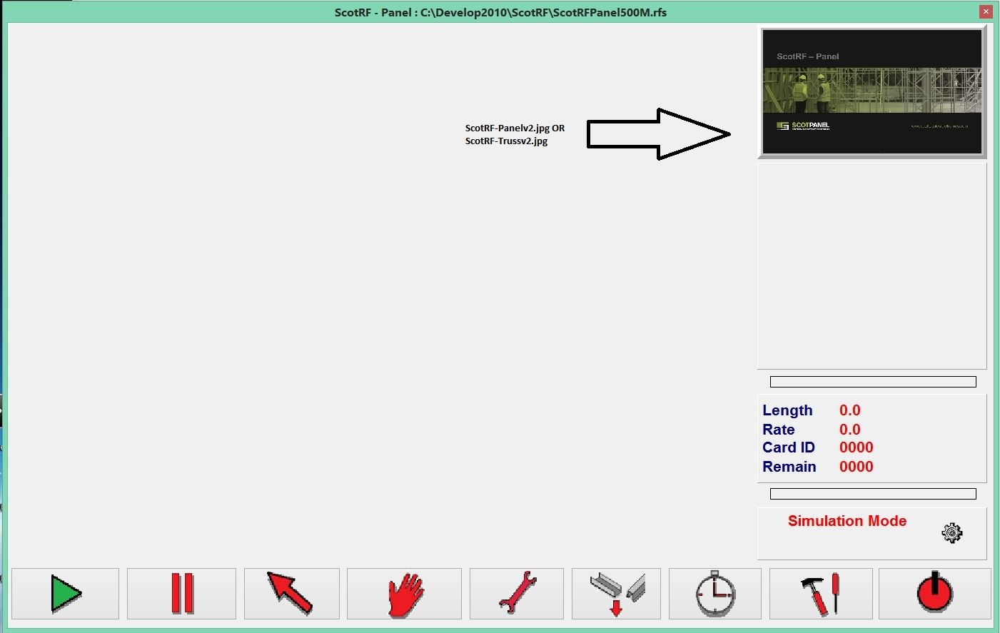 ScotRF - Panel : C:\Develop2010\ScotRF\ScotRFPanel500M.rfs
ScotRF – Panel
ScotRF-Panelv2.jpg OR
ScotRF-Trussv2.jpg
SCOTPANEL
Length 0.0
Rate 0.0
Card ID 0000
Remain 0000
Simulation Mode